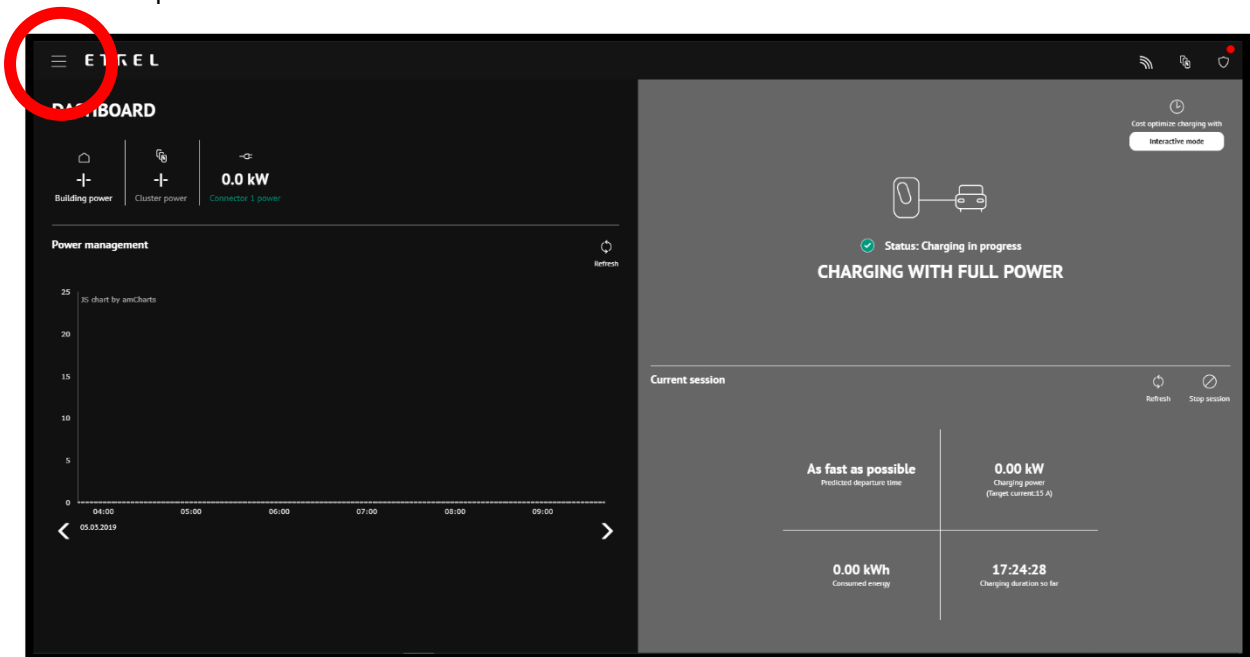 ETREL
DASHBOARD
-|-
Building power
-|-
Cluster power
0.0 kW
Connector 1 power
Power management
Refresh
25
JS chart by amCharts
20
15
10
5
0
04:00 05:00 06:00 07:00 08:00 09:00
05.03.2019
Cost optimize charging with
Interactive mode
Status: Charging in progress
CHARGING WITH FULL POWER
Current session
Refresh
Stop session
As fast as possible
Predicted departure time
0.00 kW
Charging power
(Target current:15 A)
0.00 kWh
Consumed energy
17:24:28
Charging duration so far